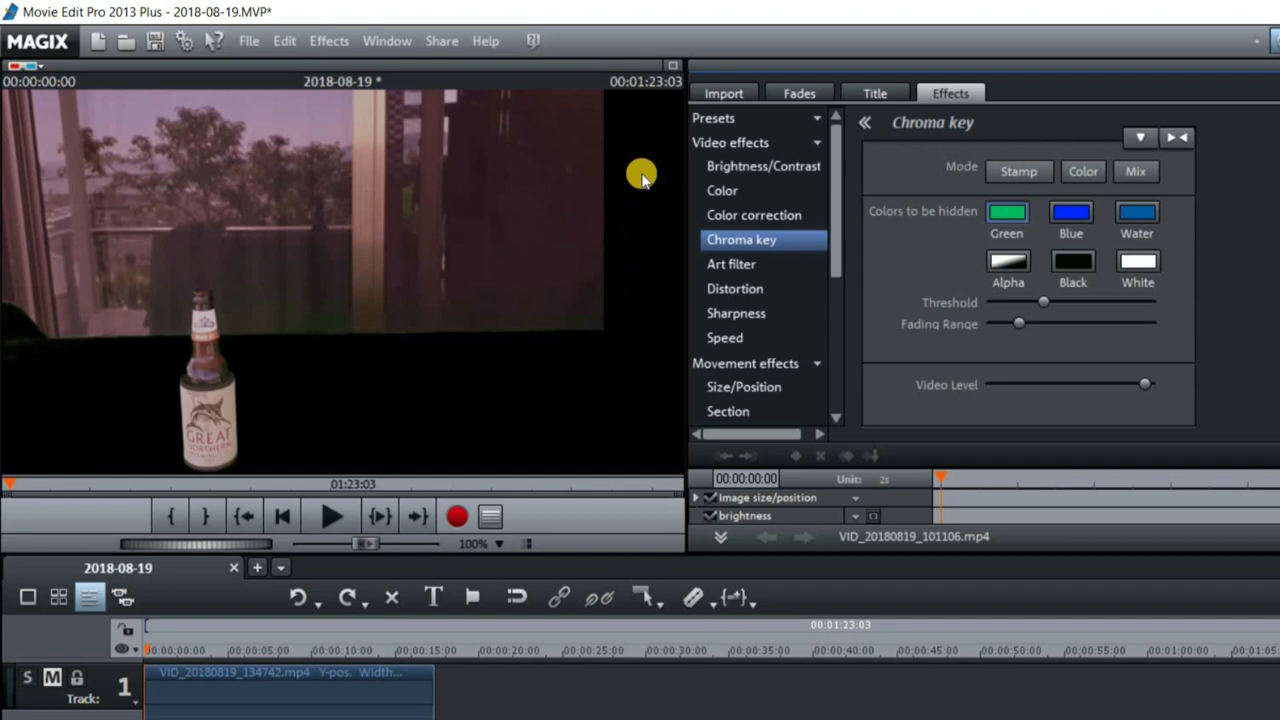 Movie Edit Pro 2013 Plus - 2018-08-19.MVP*
MAGIX File Edit Effects Window Share Help
00:00:00:00 2018-08-19 * 00:01:23:03
GREAT
NORTHERN
01:23:03
100%
Import Fades Title Effects
Presets
Video effects
Brightness/Contrast
Color
Color correction
Chroma key
Art filter
Distortion
Sharpness
Speed
Movement effects
Size/Position
Section
Chroma key
Mode Stamp Color Mix
Colors to be hidden
Green Blue Water
Alpha Black White
Threshold
Fading Range
Video Level
00:00:00:00 Unit: 2s
Image size/position
brightness
VID_20180819_101106.mp4
2018-08-19
00:01:23:03
00:00:00:00 00:00:05:00 00:00:10:00 00:00:15:00 00:00:20:00 00:00:25:00 00:00:30:00 00:00:35:00 00:00:40:00 00:00:45:00 00:00:50:00 00:00:55:00 00:01:00:00 00:01:05:
S M 1
Track:
VID_20180819_134742.mp4 Y-pos. Width...